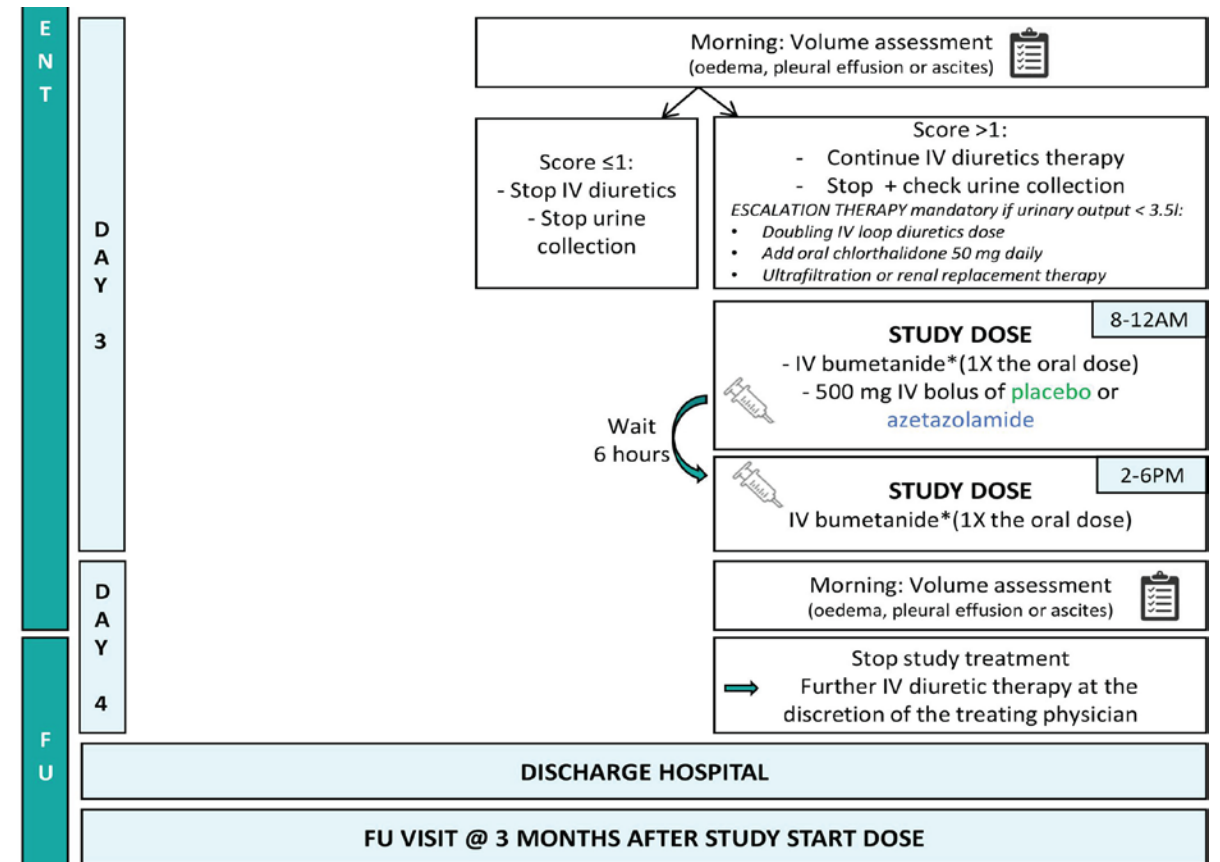 E
N
T
Morning: Volume assessment
(oedema, pleural effusion or ascites)
Score ≤1:
- Stop IV diuretics
- Stop urine
collection
Score >1:
- Continue IV diuretics therapy
- Stop + check urine collection
ESCALATION THERAPY mandatory if urinary output < 3.5l:
• Doubling IV loop diuretics dose
• Add oral chlorthalidone 50 mg daily
• Ultrafiltration or renal replacement therapy
D
A
Y
3
8-12AM
STUDY DOSE
- IV bumetanide*(1X the oral dose)
- 500 mg IV bolus of placebo or
azetazolamide
Wait
6 hours
2-6PM
STUDY DOSE
IV bumetanide*(1X the oral dose)
D
A
Y
4
Morning: Volume assessment
(oedema, pleural effusion or ascites)
Stop study treatment
Further IV diuretic therapy at the
discretion of the treating physician
F
U
DISCHARGE HOSPITAL
FU VISIT @ 3 MONTHS AFTER STUDY START DOSE